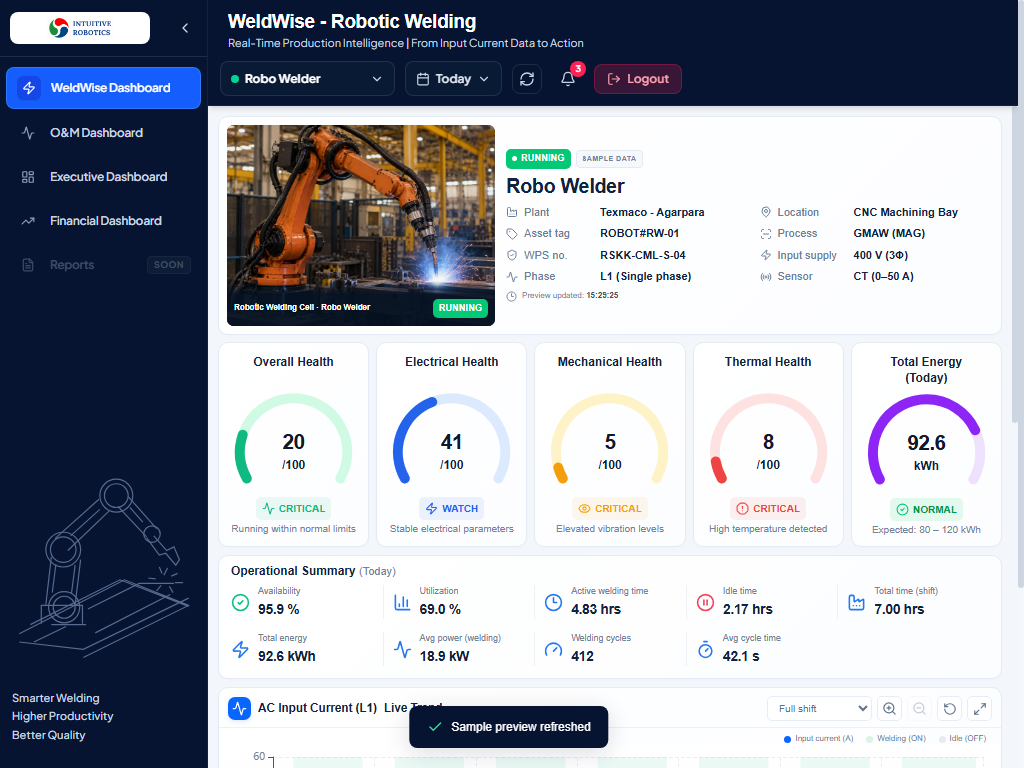 INTUITIVE
ROBOTICS
WeldWise - Robotic Welding
Real-Time Production Intelligence | From Input Current Data to Action
Robo Welder
Today
3
Logout
WeldWise Dashboard
O&M Dashboard
Executive Dashboard
Financial Dashboard
Reports
SOON
Smarter Welding
Higher Productivity
Better Quality
Robotic Welding Cell · Robo Welder
RUNNING
RUNNING
SAMPLE DATA
Robo Welder
Plant Texmaco - Agarpara
Location CNC Machining Bay
Asset tag ROBOT#RW-01
Process GMAW (MAG)
WPS no. RSKK-CML-S-04
Input supply 400 V (3Φ)
Phase L1 (Single phase)
Sensor CT (0–50 A)
Preview updated: 15:29:25
Overall Health
20
/100
CRITICAL
Running within normal limits
Electrical Health
41
/100
WATCH
Stable electrical parameters
Mechanical Health
5
/100
CRITICAL
Elevated vibration levels
Thermal Health
8
/100
CRITICAL
High temperature detected
Total Energy
(Today)
92.6
kWh
NORMAL
Expected: 80 – 120 kWh
Operational Summary (Today)
Availability
95.9 %
Utilization
69.0 %
Active welding time
4.83 hrs
Idle time
2.17 hrs
Total time (shift)
7.00 hrs
Total energy
92.6 kWh
Avg power (welding)
18.9 kW
Welding cycles
412
Avg cycle time
42.1 s
AC Input Current (L1) Live Trend
Full shift
Sample preview refreshed
Input current (A)
Welding (ON)
Idle (OFF)
60